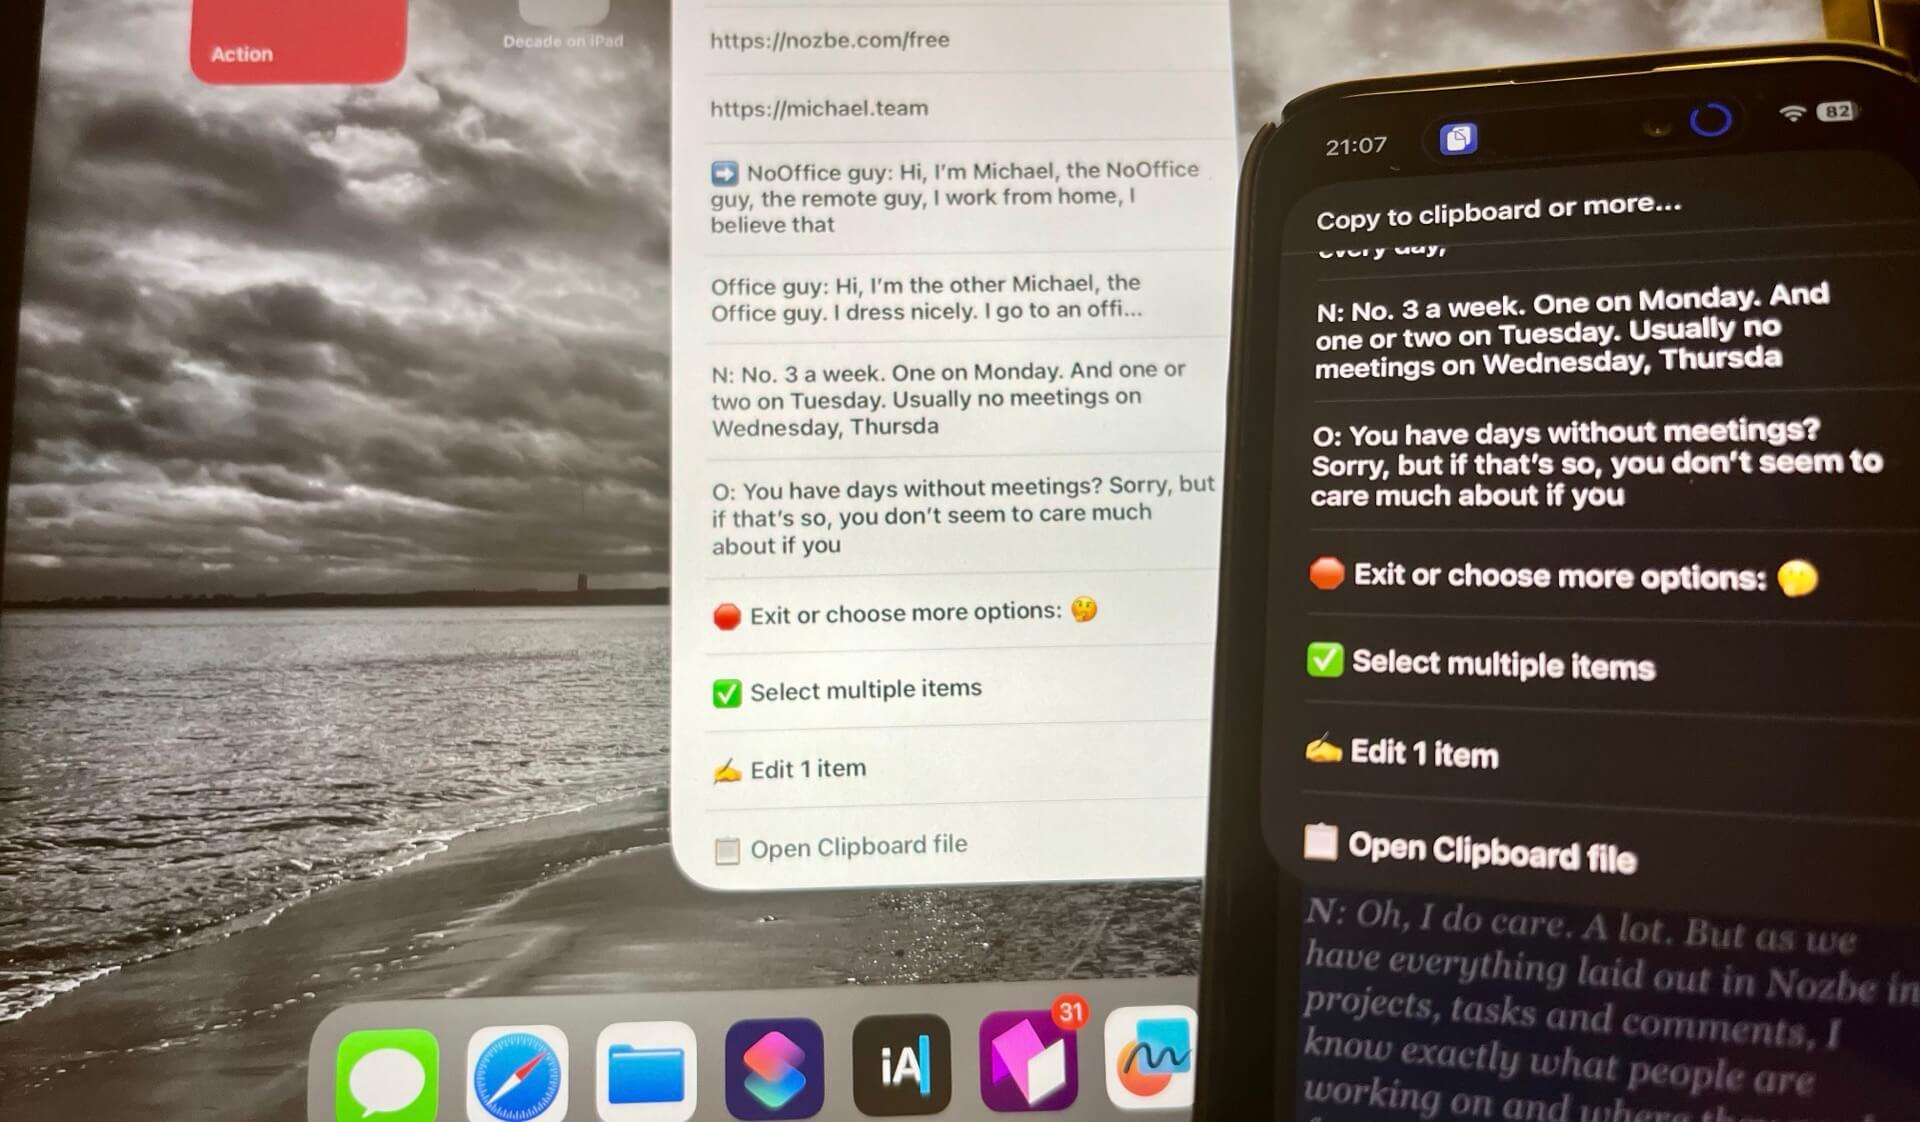 Action
Decade on iPad
https://nozbe.com/free
https://michael.team
➡️ NoOffice guy: Hi, I'm Michael, the NoOffice
guy, the remote guy, I work from home, I
believe that
Office guy: Hi, I'm the other Michael, the
Office guy. I dress nicely. I go to an offi...
N: No. 3 a week. One on Monday. And one or
two on Tuesday. Usually no meetings on
Wednesday, Thursda
O: You have days without meetings? Sorry, but
if that's so, you don't seem to care much
about if you
🛑 Exit or choose more options: 🤔
✅ Select multiple items
✍️ Edit 1 item
📋 Open Clipboard file
iA
31
21:07
82
Copy to clipboard or more...
every day,
N: No. 3 a week. One on Monday. And
one or two on Tuesday. Usually no
meetings on Wednesday, Thursda
O: You have days without meetings?
Sorry, but if that's so, you don't seem to
care much about if you
🛑 Exit or choose more options: 🤔
✅ Select multiple items
✍️ Edit 1 item
📋 Open Clipboard file
N: Oh, I do care. A lot. But as we
have everything laid out in Nozbe in
projects, tasks and comments, I
know exactly what people are
working on and where